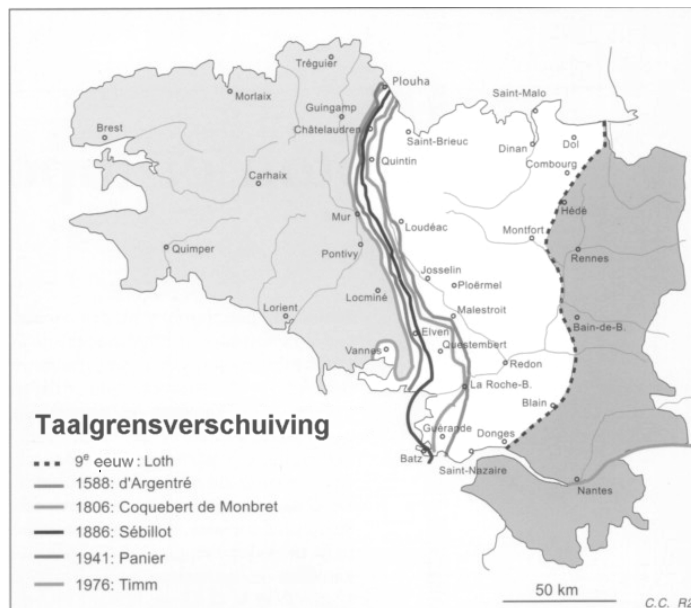 Tréguier
Plouha
Morlaix
Saint-Malo
Guingamp
Châtelaudren
Brest
Saint-Brieuc
Dinan
Dol
Combourg
Quintin
Carhaix
Hédé
Mur
Loudéac
Montfort
Quimper
Pontivy
Rennes
Josselin
Ploërmel
Locminé
Lorient
Malestroit
Bain-de-B.
Elven
Vannes
Questembert
Redon
La Roche-B.
Blain
Taalgrensverschuiving
Guérande
Donges
9e eeuw : Loth
Batz
Saint-Nazaire
1588: d'Argentré
Nantes
1806: Coquebert de Monbret
1886: Sébillot
1941: Panier
1976: Timm
50 km
C.C. R2